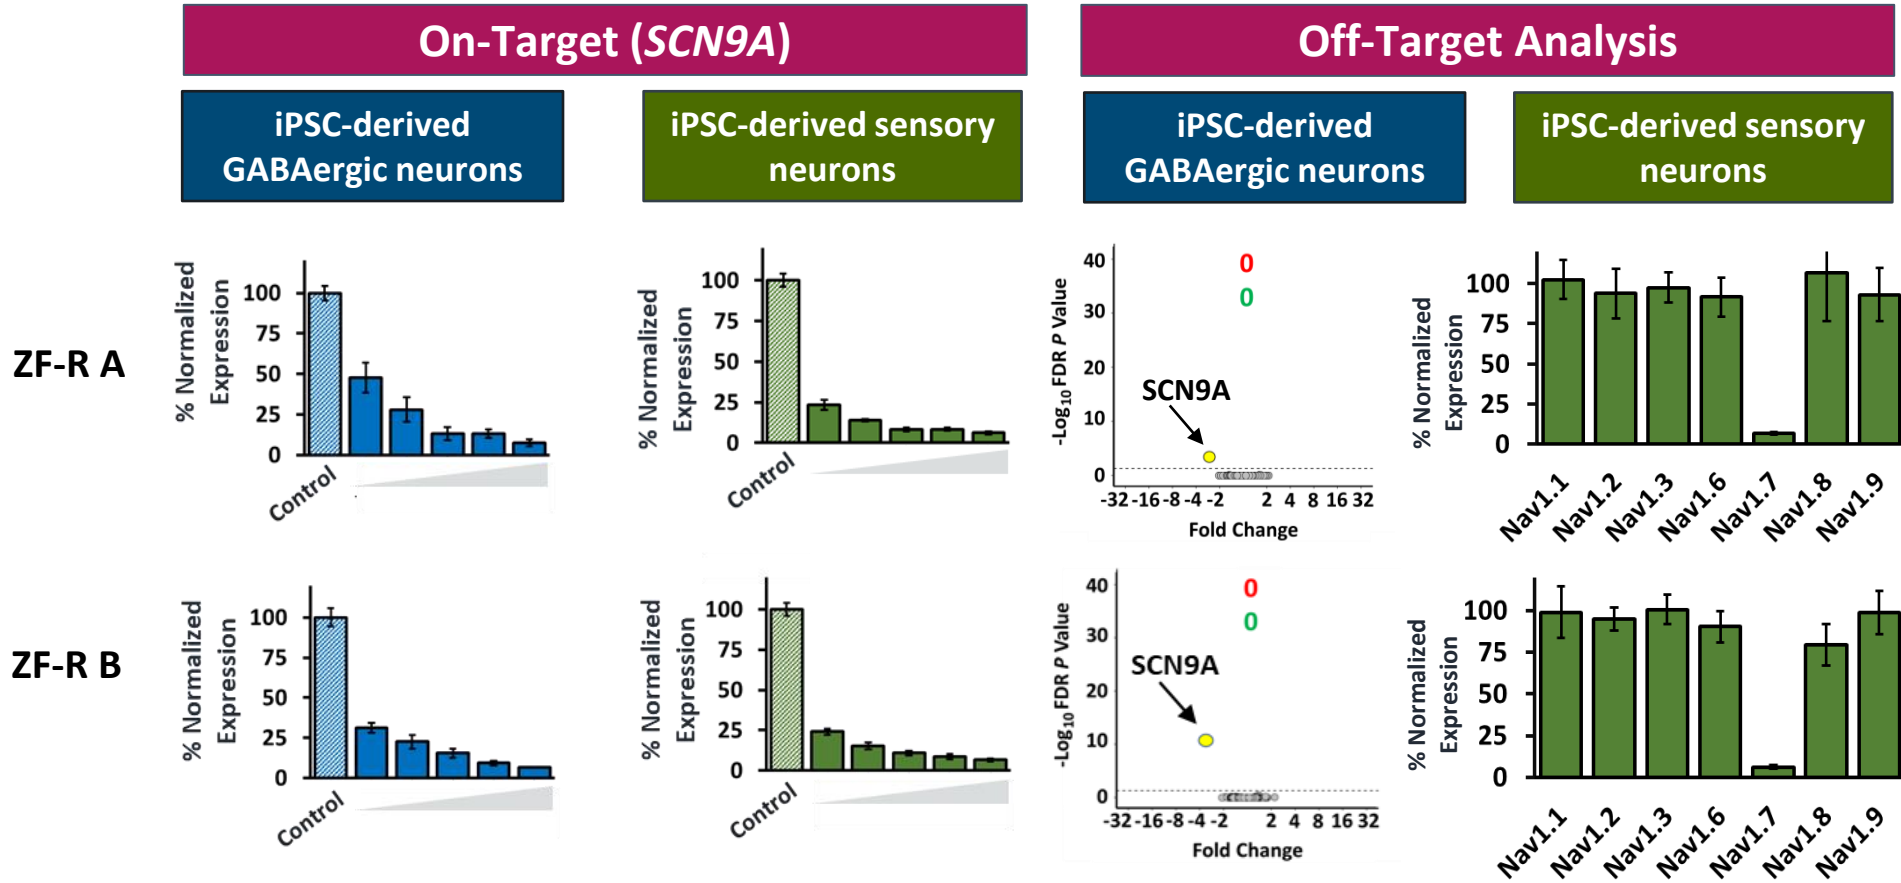 On-Target (SCN9A)
Off-Target Analysis
iPSC-derived
GABAergic neurons
iPSC-derived sensory
neurons
iPSC-derived
GABAergic neurons
iPSC-derived sensory
neurons
ZF-R A
% Normalized
Expression
100
75
50
25
0
Control
% Normalized
Expression
100
75
50
25
0
Control
-Log10 FDR P Value
40
30
20
10
0
0
0
SCN9A
-32 -16 -8 -4 -2 2 4 8 16 32
Fold Change
% Normalized
Expression
100
75
50
25
0
Nav1.1
Nav1.2
Nav1.3
Nav1.6
Nav1.7
Nav1.8
Nav1.9
ZF-R B
% Normalized
Expression
100
75
50
25
0
Control
% Normalized
Expression
100
75
50
25
0
Control
-Log10 FDR P Value
40
30
20
10
0
0
0
SCN9A
-32 -16 -8 -4 -2 2 4 8 16 32
Fold Change
% Normalized
Expression
100
75
50
25
0
Nav1.1
Nav1.2
Nav1.3
Nav1.6
Nav1.7
Nav1.8
Nav1.9